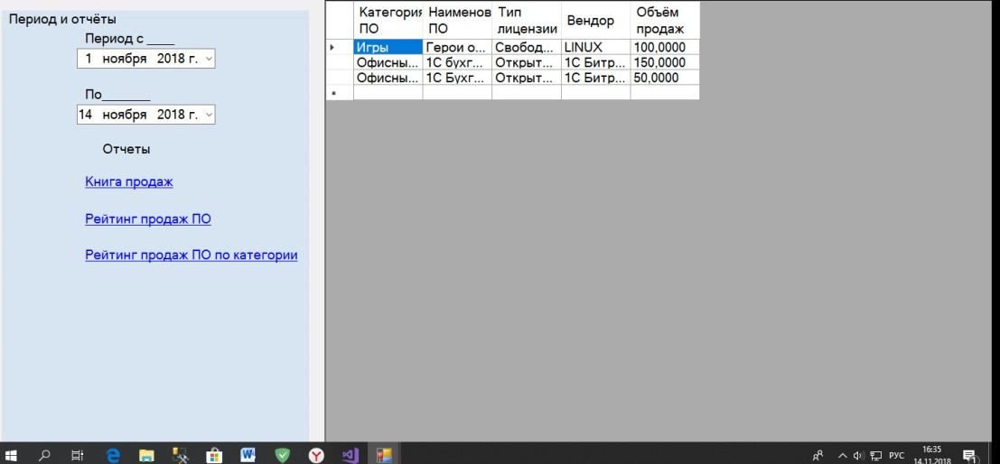 Период и отчёты
Период с ____
1 ноября 2018 г.
По_______
14 ноября 2018 г.
Отчеты
Книга продаж
Рейтинг продаж ПО
Рейтинг продаж ПО по категории
Категория ПО Наименов ПО Тип лицензии Вендор Объём продаж
Игры Герои о... Свобод... LINUX 100,0000
Офисны... 1С бухг... Открыт... 1С Битр... 150,0000
Офисны... 1С Бухг... Открыт... 1С Битр... 50,0000
РУС
16:35
14.11.2018